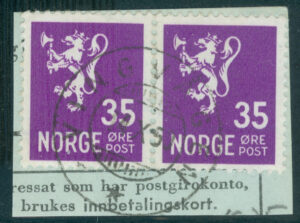 35 35
NORGE ØRE POST NORGE ØRE POST
ressat som har postgirokonto,
brukes innbetalingskort.